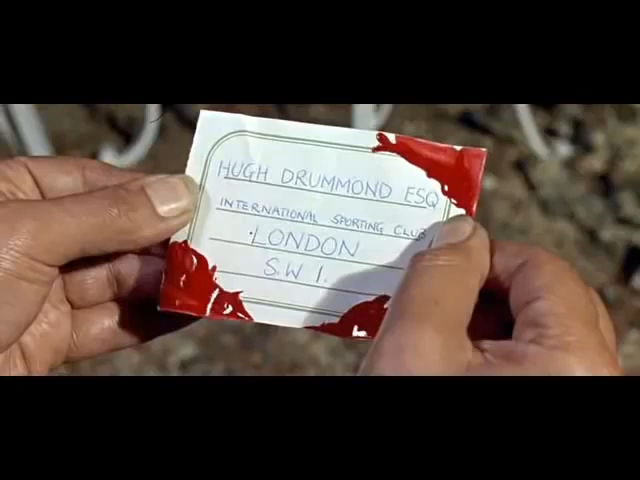 HUGH DRUMMOND ESQ
INTERNATIONAL SPORTING CLUB
LONDON
S.W 1.